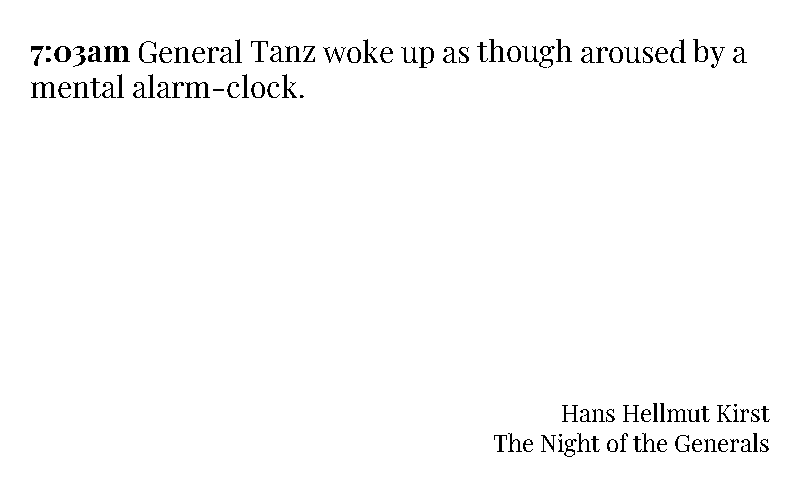 7:03am General Tanz woke up as though aroused by a
mental alarm-clock.
Hans Hellmut Kirst
The Night of the Generals